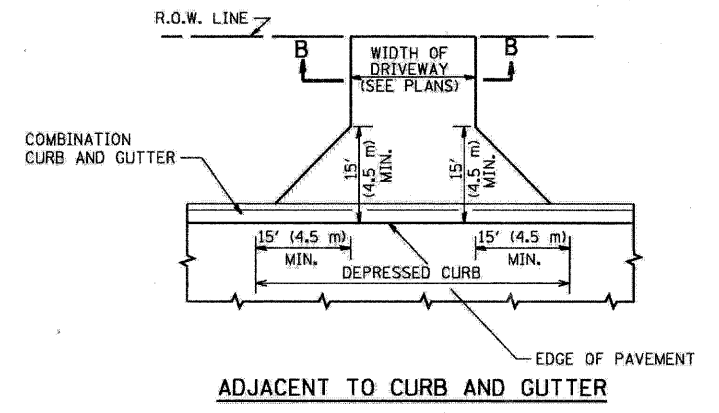 R.O.W. LINE
B
B
WIDTH OF
DRIVEWAY
(SEE PLANS)
COMBINATION
CURB AND GUTTER
15'
(4.5 m)
MIN.
15'
(4.5 m)
MIN.
15' (4.5 m)
MIN.
15' (4.5 m)
MIN.
DEPRESSED CURB
EDGE OF PAVEMENT
ADJACENT TO CURB AND GUTTER